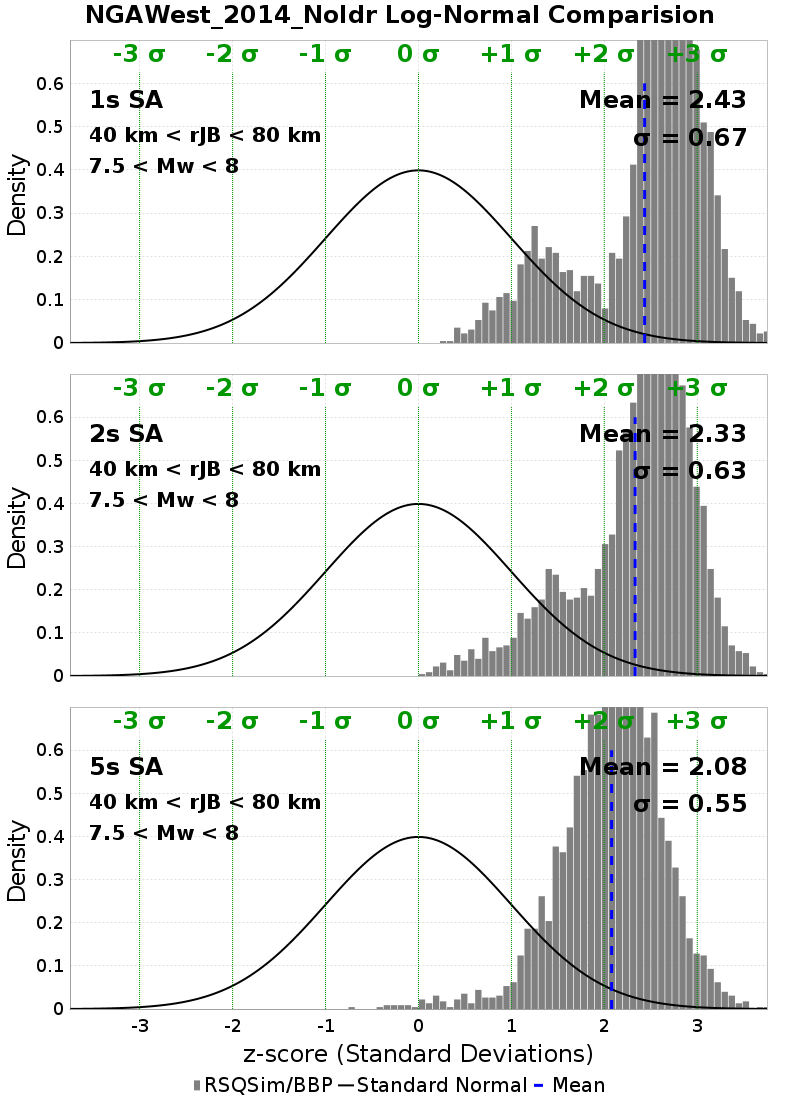 NGAWest_2014_NoIdr Log-Normal Comparision
-3 σ -2 σ -1 σ 0 σ +1 σ +2 σ +3 σ
1s SA
Mean = 2.43
40 km < rJB < 80 km
σ = 0.67
7.5 < Mw < 8
Density
0.6
0.5
0.4
0.3
0.2
0.1
0
-3 σ -2 σ -1 σ 0 σ +1 σ +2 σ +3 σ
2s SA
Mean = 2.33
40 km < rJB < 80 km
σ = 0.63
7.5 < Mw < 8
Density
0.6
0.5
0.4
0.3
0.2
0.1
0
-3 σ -2 σ -1 σ 0 σ +1 σ +2 σ +3 σ
5s SA
Mean = 2.08
40 km < rJB < 80 km
σ = 0.55
7.5 < Mw < 8
Density
0.6
0.5
0.4
0.3
0.2
0.1
0
-3 -2 -1 0 1 2 3
z-score (Standard Deviations)
RSQSim/BBP Standard Normal Mean